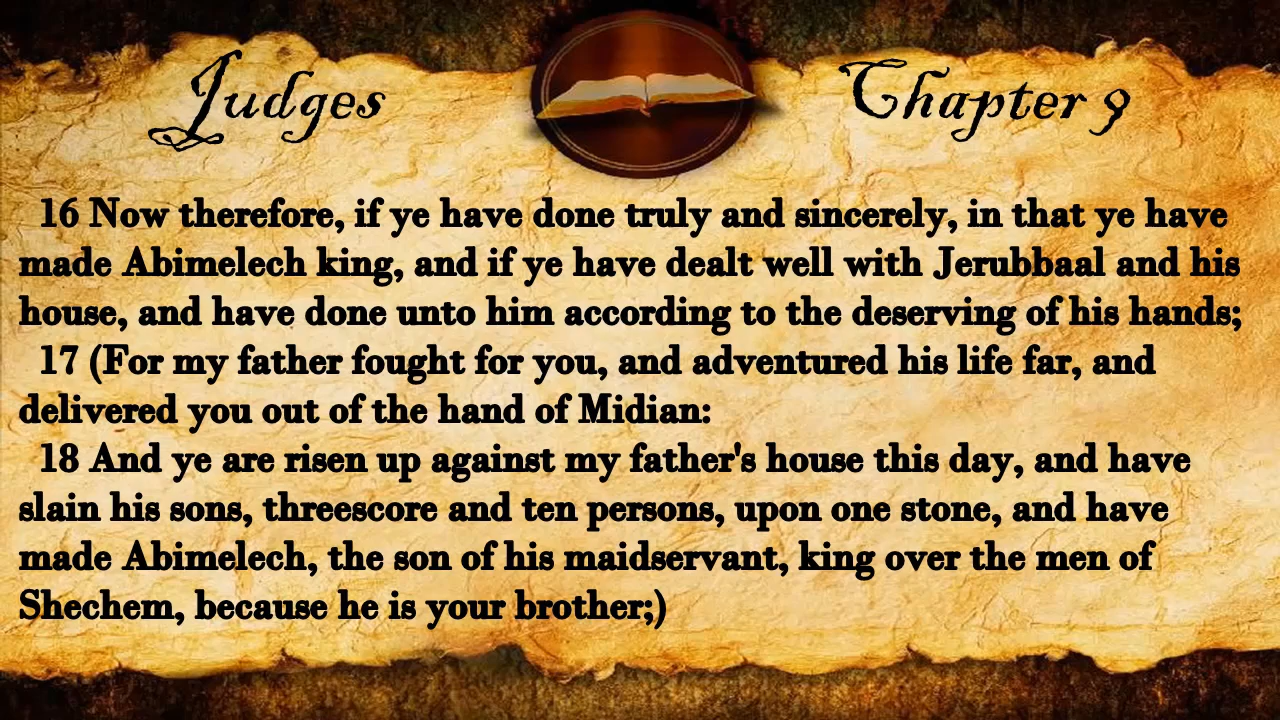 Judges Chapter 9
16 Now therefore, if ye have done truly and sincerely, in that ye have
made Abimelech king, and if ye have dealt well with Jerubbaal and his
house, and have done unto him according to the deserving of his hands;
17 (For my father fought for you, and adventured his life far, and
delivered you out of the hand of Midian:
18 And ye are risen up against my father's house this day, and have
slain his sons, threescore and ten persons, upon one stone, and have
made Abimelech, the son of his maidservant, king over the men of
Shechem, because he is your brother;)